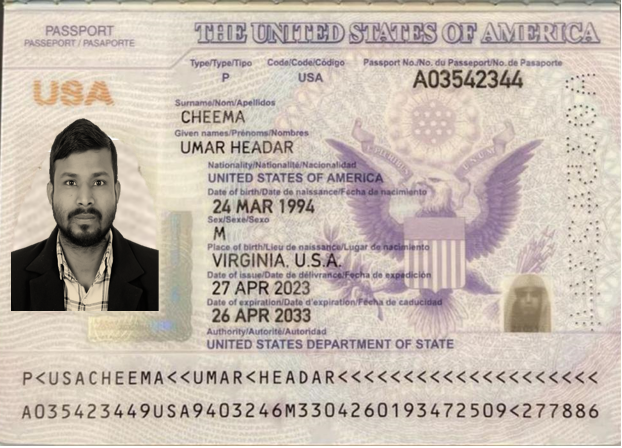 PASSPORT
PASSEPORT / PASAPORTE
THE UNITED STATES OF AMERICA
USA
Type/Type/Tipo Code/Code/Código Passport No./No. du Passeport/No. de Pasaporte
P USA A03542344
Surname/Nom/Apellidos
CHEEMA
Given names/Prénoms/Nombres
UMAR HEADAR
Nationality/Nationalité/Nacionalidad
UNITED STATES OF AMERICA
Date of birth/Date de naissance/Fecha de nacimiento
24 MAR 1994
Sex/Sexe/Sexo
M
Place of birth/Lieu de naissance/Lugar de nacimiento
VIRGINIA, U.S.A.
Date of issue/Date de délivrance/Fecha de expedición
27 APR 2023
Date of expiration/Date d'expiration/Fecha de caducidad
26 APR 2033
Authority/Autorité/Autoridad
UNITED STATES DEPARTMENT OF STATE
P<USACHEEMA<<UMAR<HEADAR<<<<<<<<<<<<<<<<<<<<
A035423449USA9403246M3304260193472509<277886